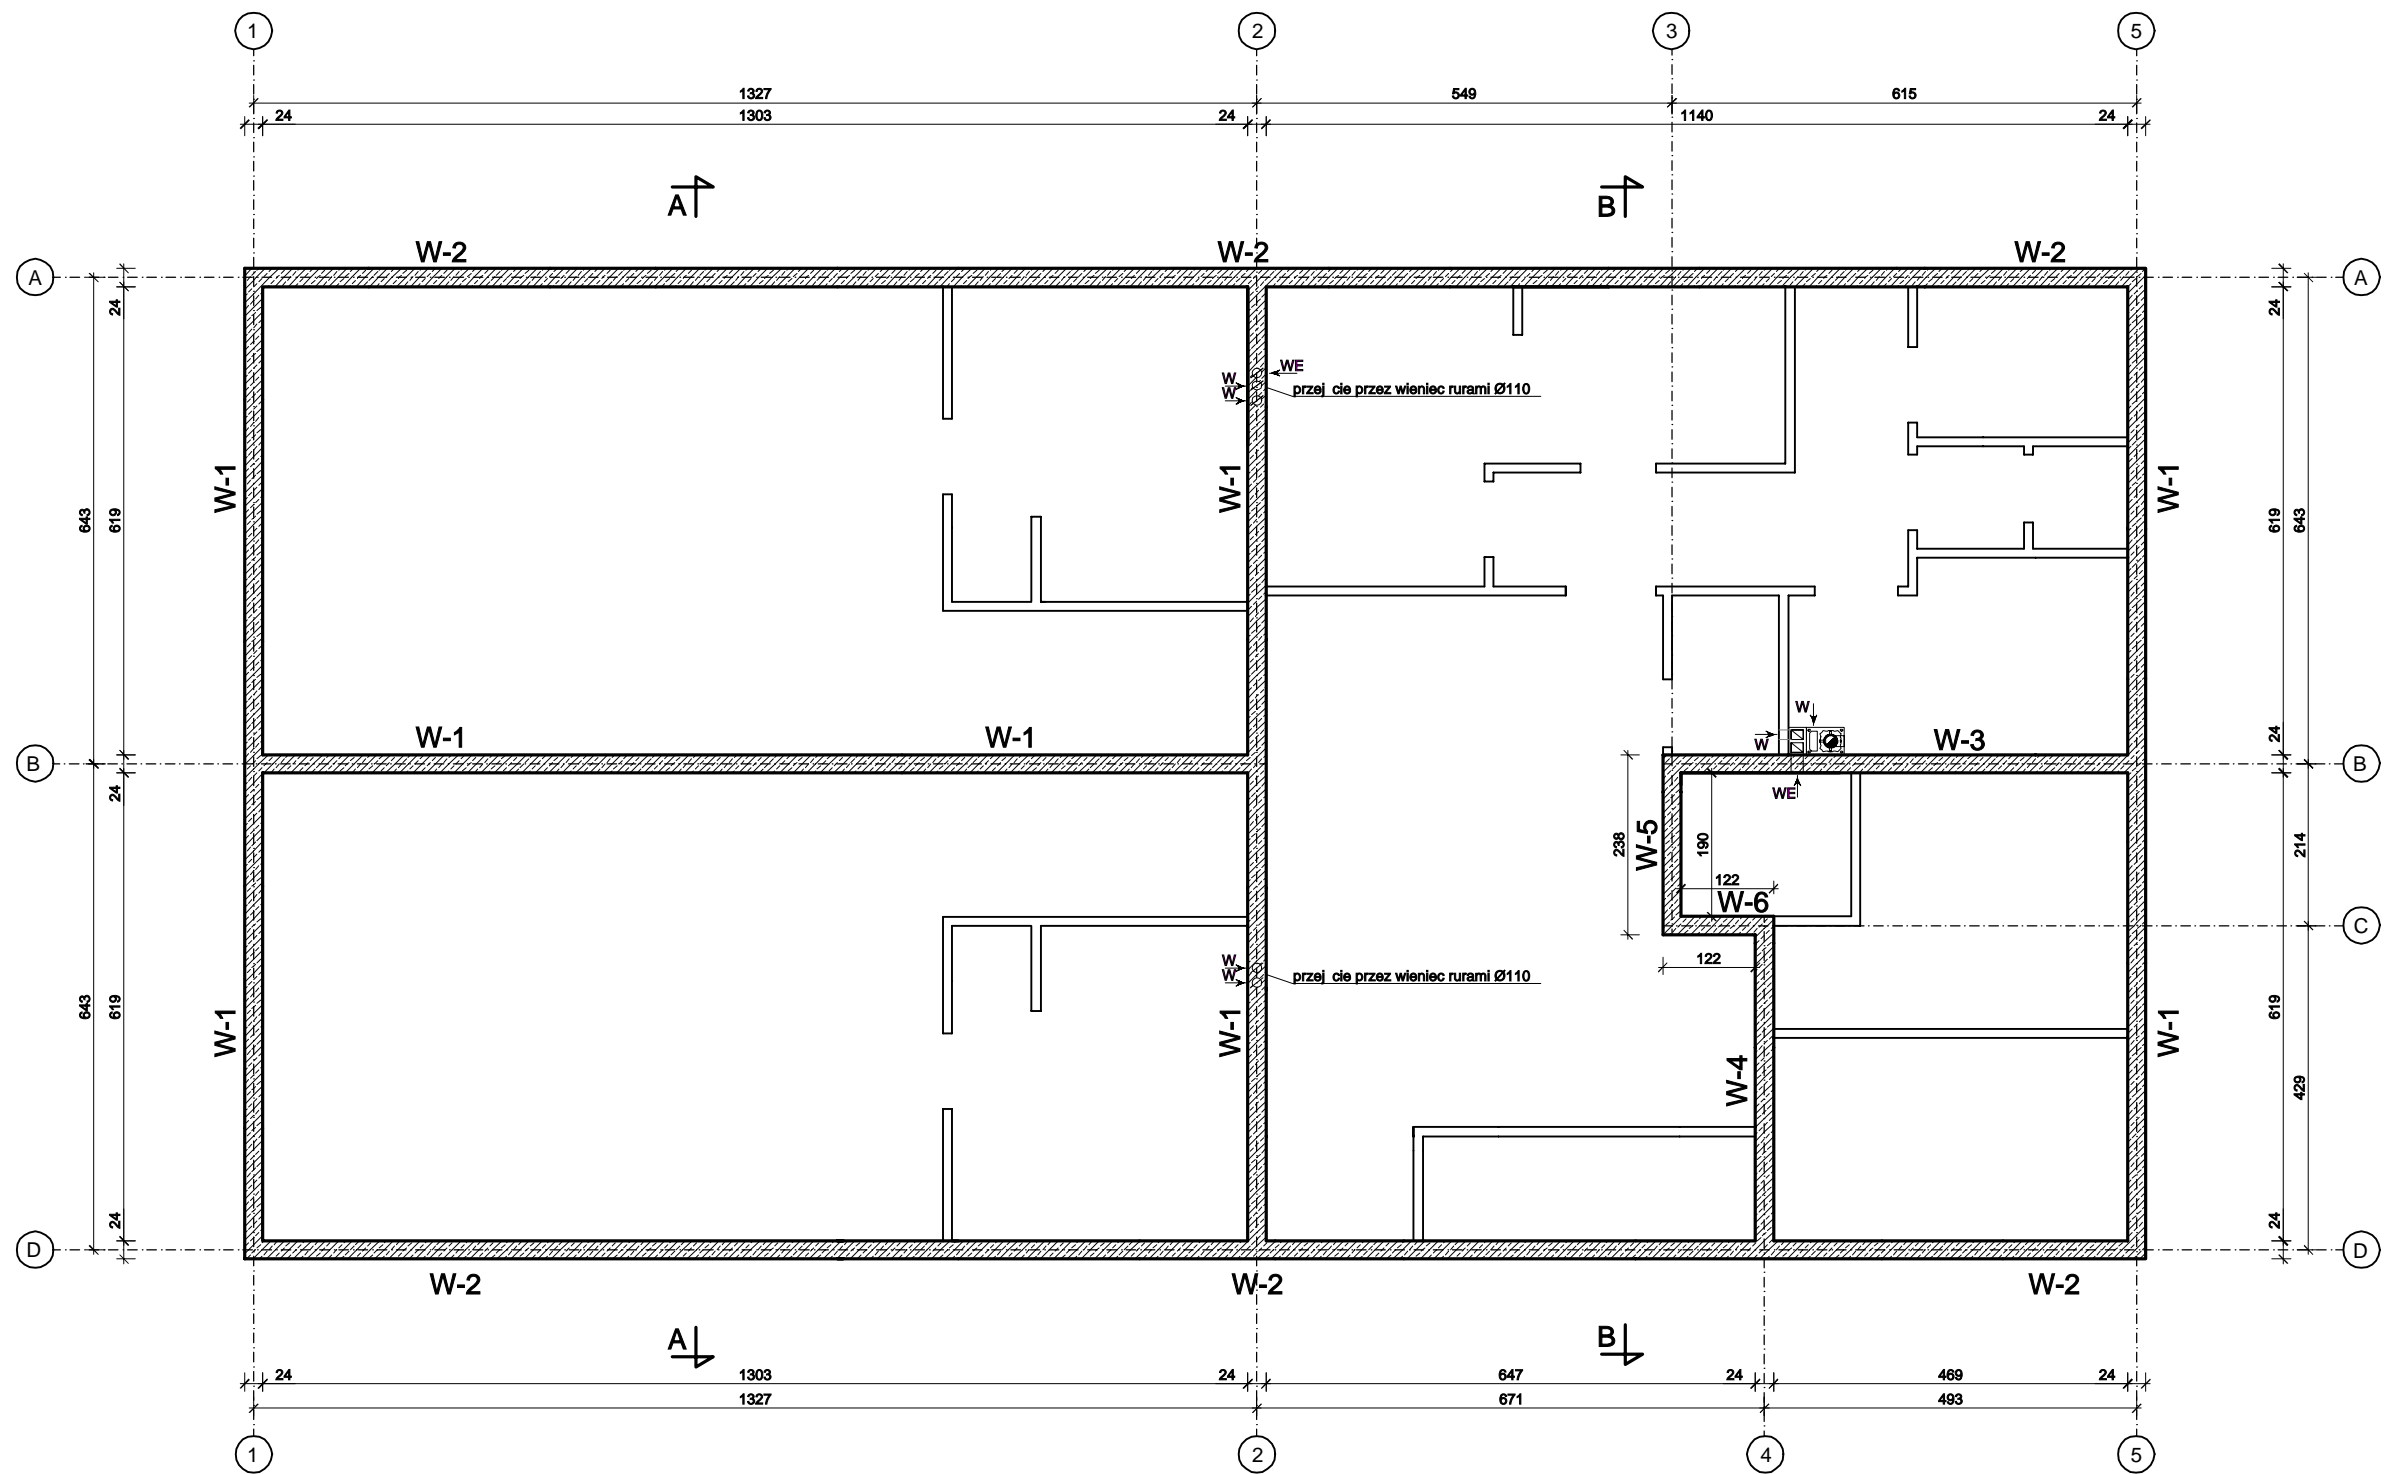 1 2 3 5
1327 549 615
24 1303 24 1140 24
A B
W-2 W-2 W-2
A A
24 24
WE
W
W
przej cie przez wieniec rurami Ø110
W-1 W-1 W-1
643 619 619 643
W
W-1 W-1 W W-3
24
B B
24 WE
238 W-5 190 214
122
W-6
C
122
W
W
przej cie przez wieniec rurami Ø110
643 619 619
W-1 W-1 W-1
W-4 429
24 24
D D
W-2 W-2 W-2
A B
24 1303 24 647 24 469 24
1327 671 493
1 2 4 5